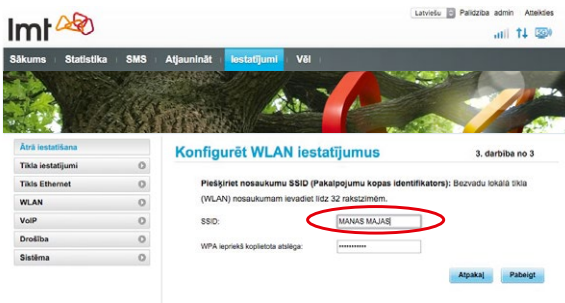 Latviešu Palīdzība admin Atteikties
lmt
Sākums Statistika SMS Atjaunināt Iestatījumi Vēl
Ātrā iestatīšana
Tīkla iestatījumi
Tīkls Ethernet
WLAN
VoIP
Drošība
Sistēma
Konfigurēt WLAN iestatījumus 3. darbība no 3
Piešķiriet nosaukumu SSID (Pakalpojumu kopas identifikators): Bezvadu lokālā tīkla
(WLAN) nosaukumam ievadiet līdz 32 rakstzīmēm.
SSID: MANAS MAJAS
WPA iepriekš koplietota atslēga: •••••••••••
Atpakaļ Pabeigt